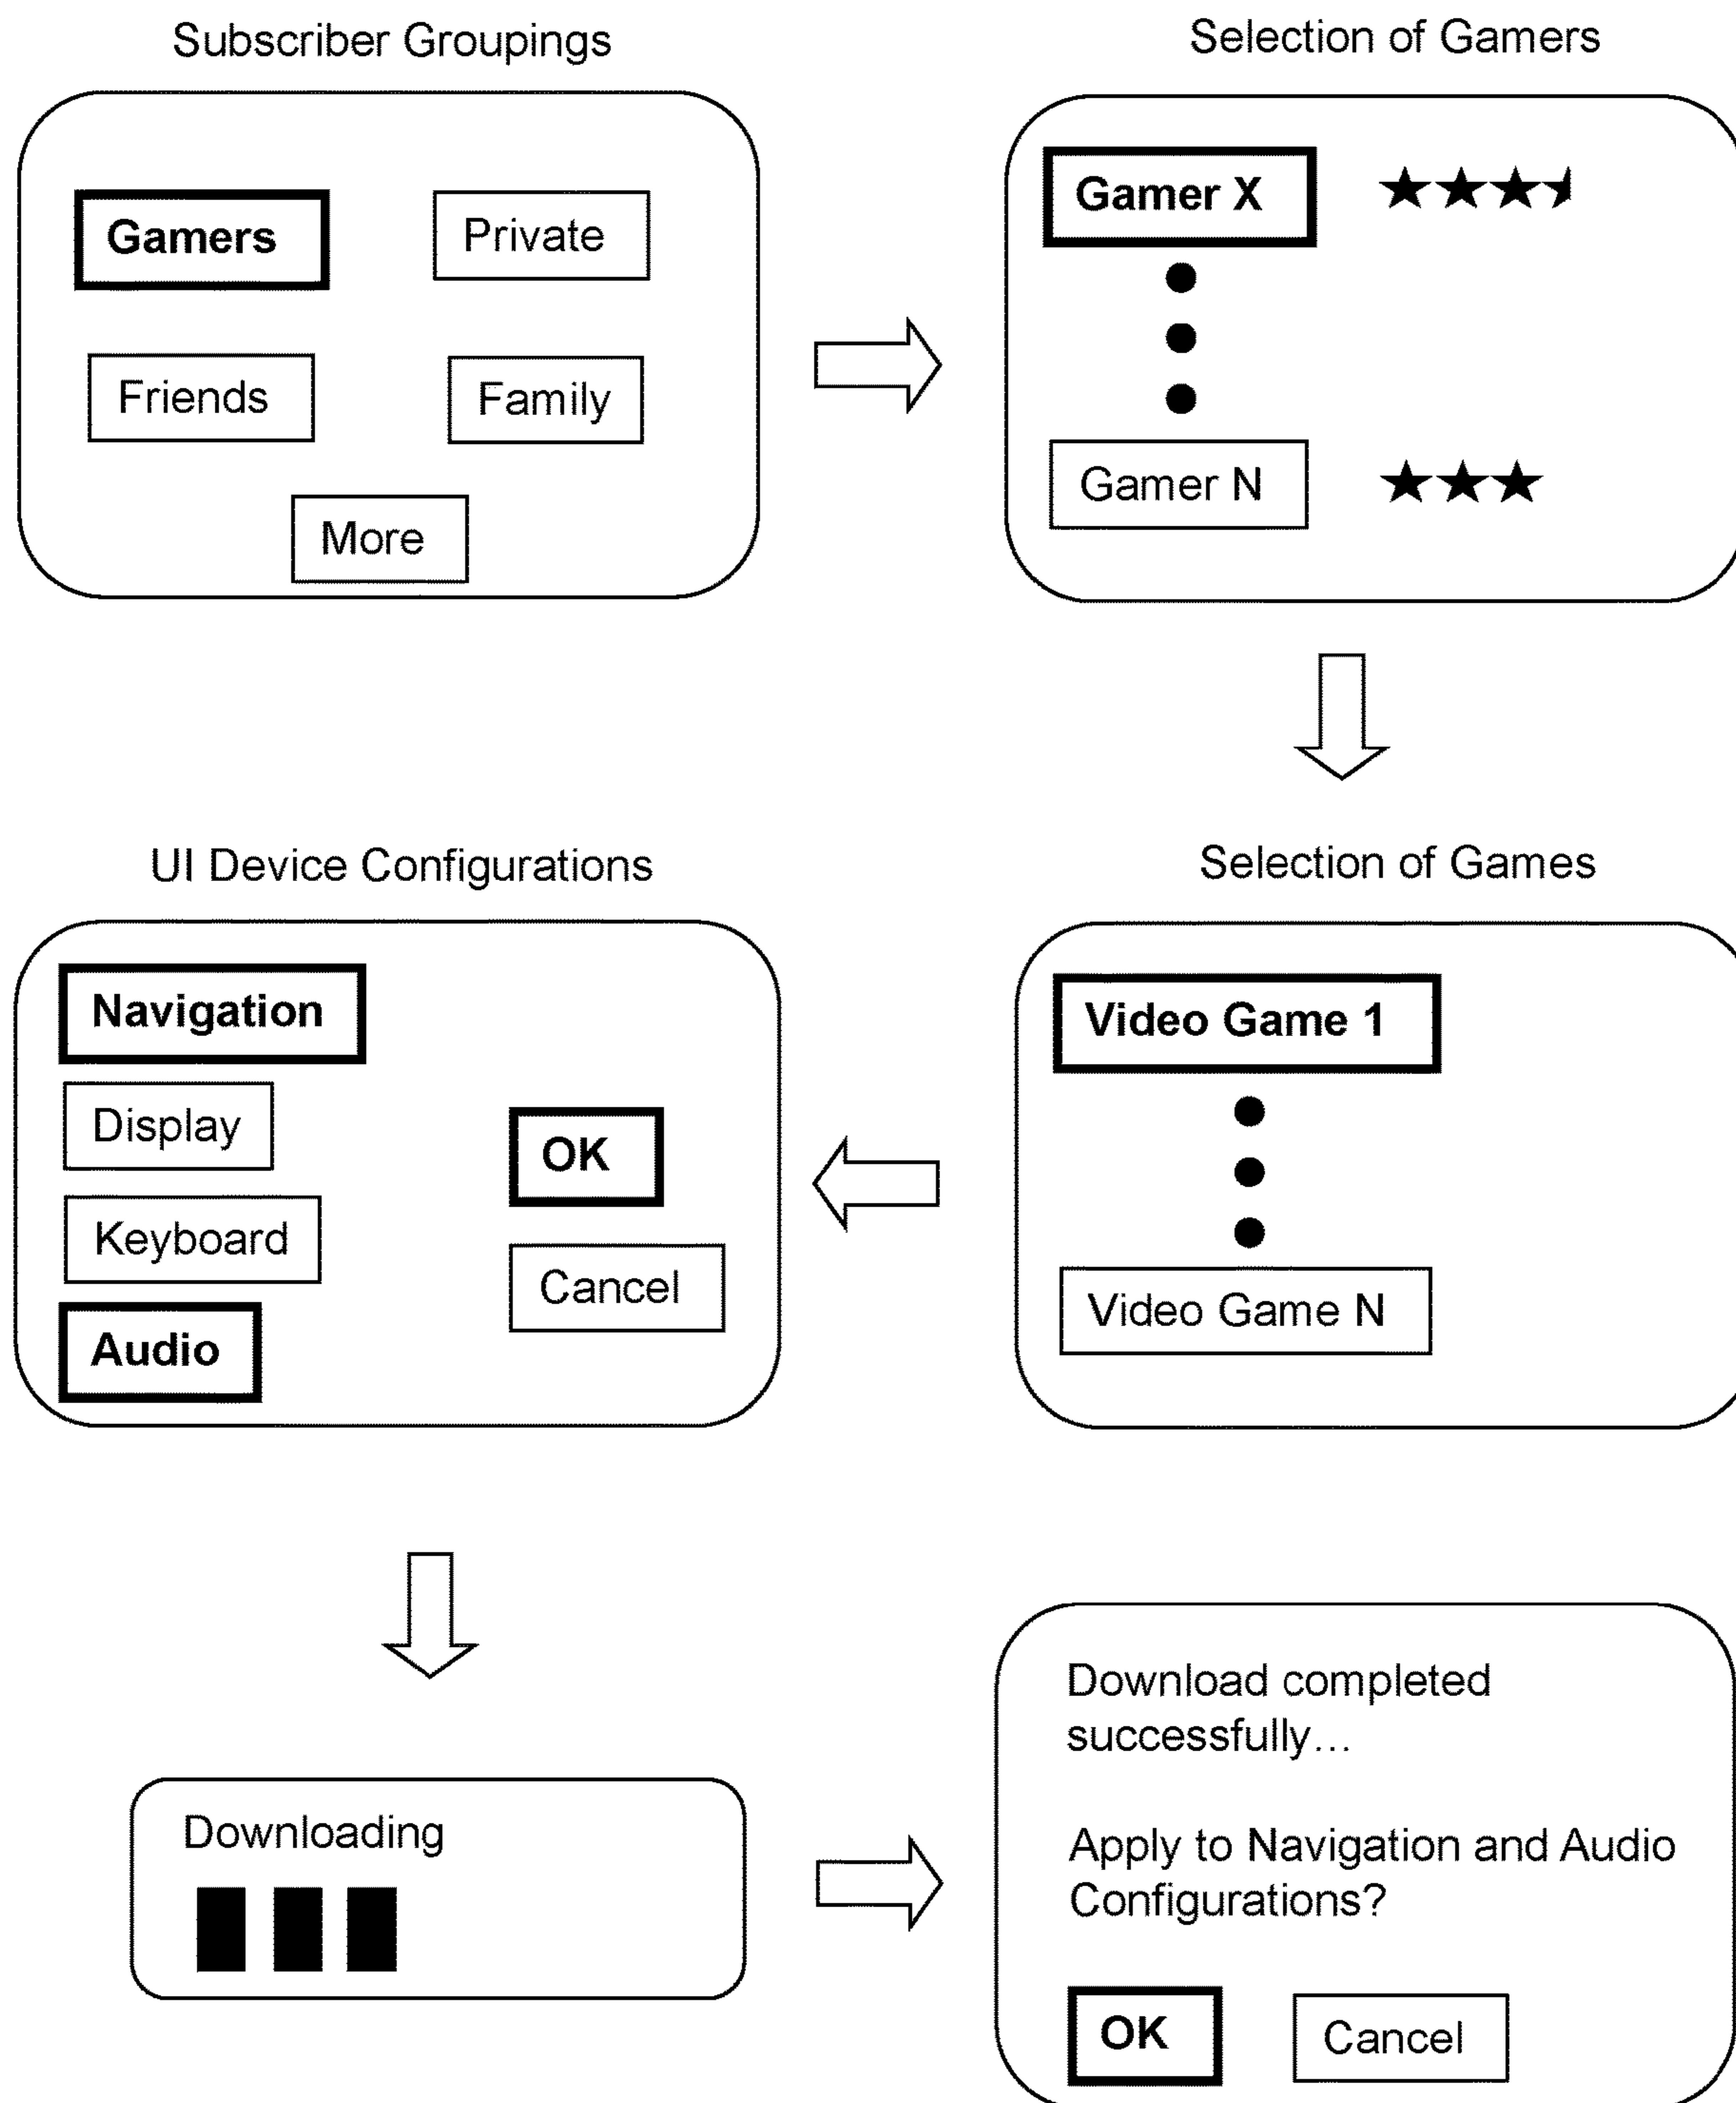 Subscriber Groupings
Gamers
Private
Friends
Family
More
Selection of Gamers
Gamer X
Gamer N
Selection of Games
Video Game 1
Video Game N
UI Device Configurations
Navigation
Display
Keyboard
Audio
OK
Cancel
Downloading
Download completed
successfully...
Apply to Navigation and Audio
Configurations?
OK
Cancel